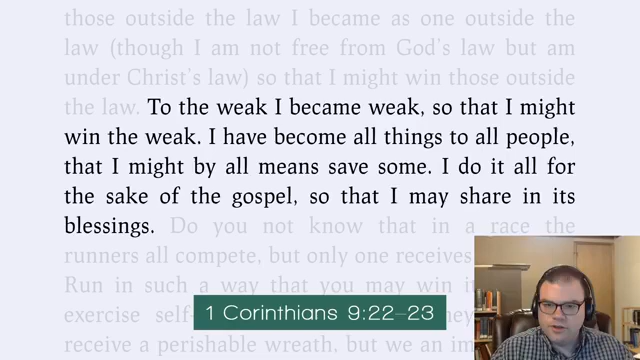 those outside the law I became as one outside the
law (though I am not free from God's law but am
under Christ's law) so that I might win those outside
the law. To the weak I became weak, so that I might
win the weak. I have become all things to all people,
that I might by all means save some. I do it all for
the sake of the gospel, so that I may share in its
blessings. Do you not know that in a race the
runners all compete, but only one receives
Run in such a way that you may win it
exercise self-
receive a perishable wreath, but we an im
1 Corinthians 9:22–23